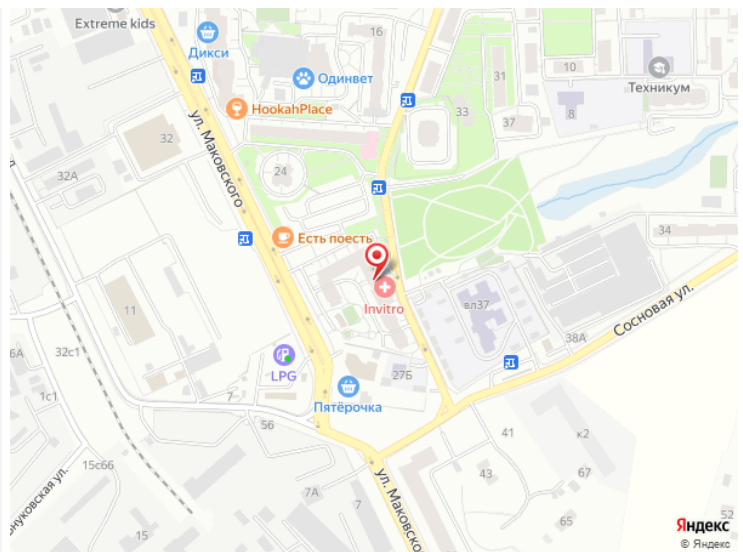 Extreme kids
Дикси
16
Одинвет
31
10
Техникум
HookahPlace
33
37
8
ул. Маковского
32
32А
24
34
Есть поесть
Invitro
вл37
Сосновая ул.
11
38А
32с1
6А
LPG
27Б
1с1
7
Пятёрочка
56
41
к2
15с66
43
67
ул. Маковского
7А
7
65
52
15
Яндекс
© Яндекс